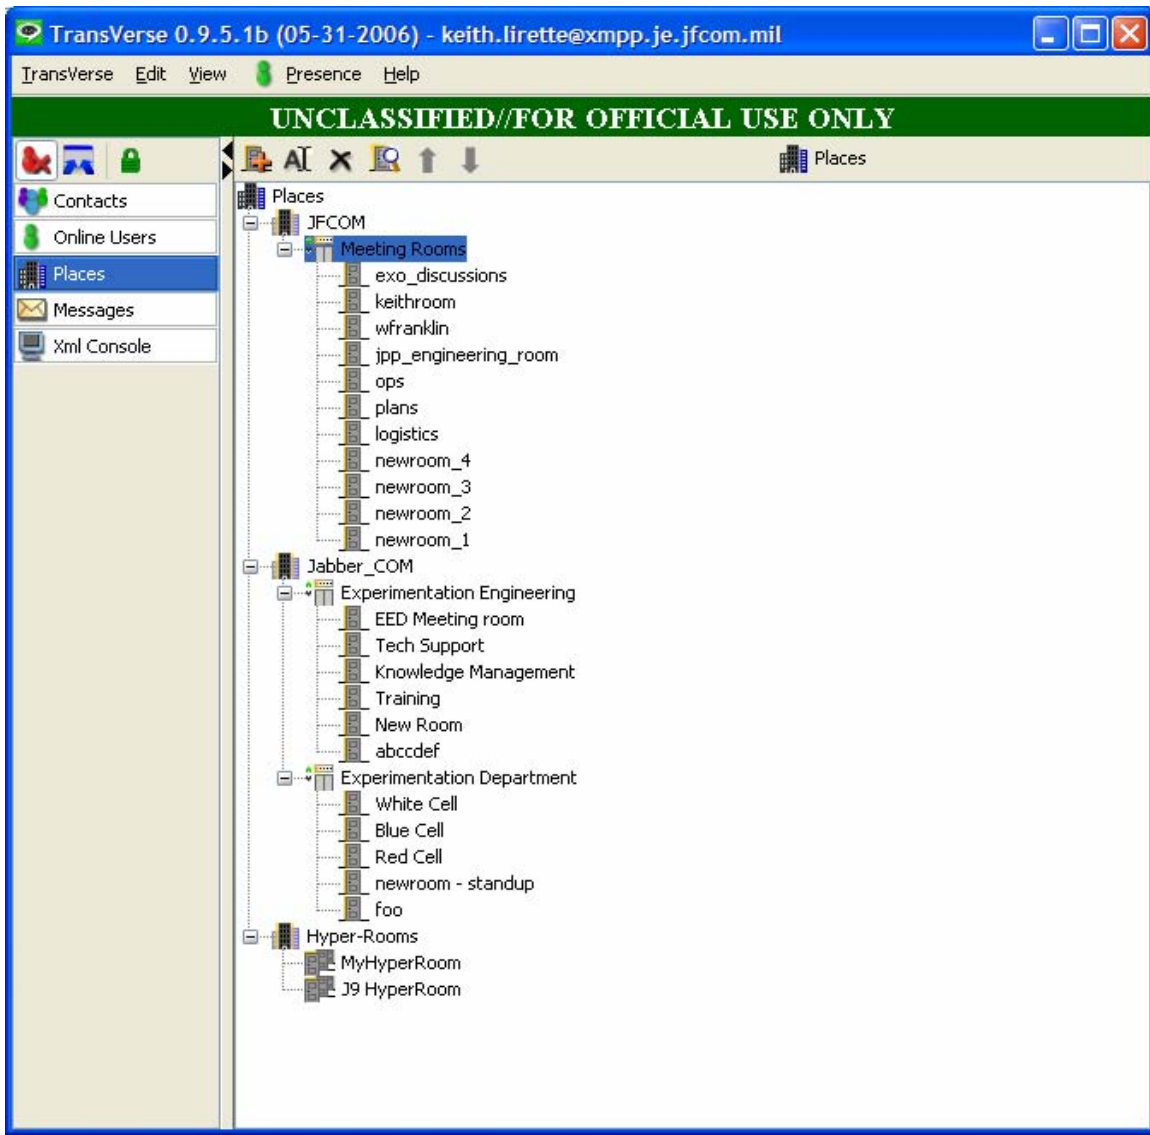 TransVerse 0.9.5.1b (05-31-2006) - keith.lirette@xmpp.je.jfcom.mil
TransVerse Edit View Presence Help
UNCLASSIFIED//FOR OFFICIAL USE ONLY
Places
Contacts
Online Users
Places
Messages
Xml Console
Places
JFCOM
Meeting Rooms
exo_discussions
keithroom
wfranklin
jpp_engineering_room
ops
plans
logistics
newroom_4
newroom_3
newroom_2
newroom_1
Jabber_COM
Experimentation Engineering
EED Meeting room
Tech Support
Knowledge Management
Training
New Room
abccdef
Experimentation Department
White Cell
Blue Cell
Red Cell
newroom - standup
foo
Hyper-Rooms
MyHyperRoom
J9 HyperRoom